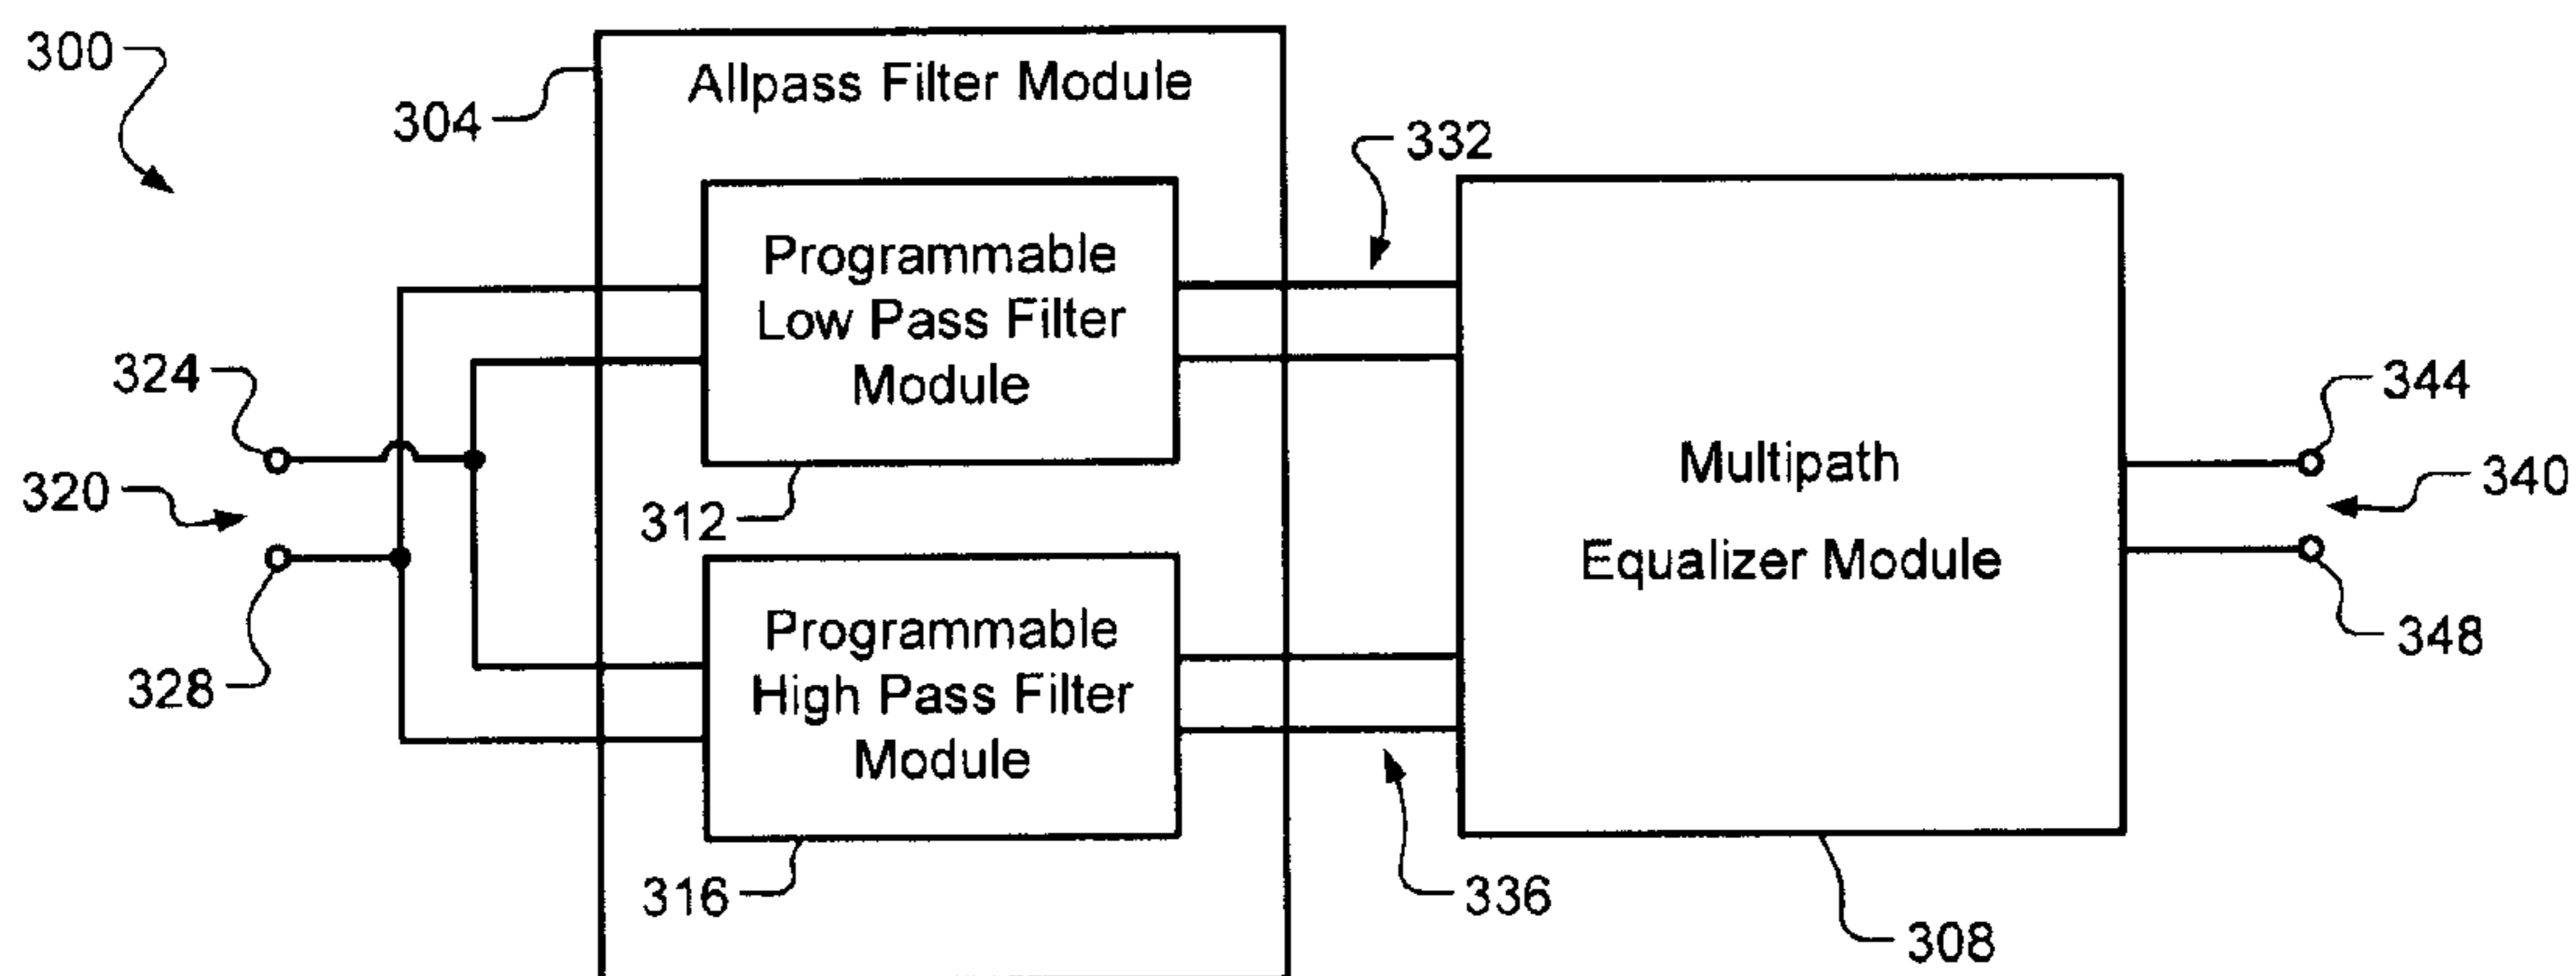 300
304
Allpass Filter Module
332
Programmable
Low Pass Filter
Module
324
344
320
312
Multipath
Equalizer Module
340
328
Programmable
High Pass Filter
Module
348
316
336
308